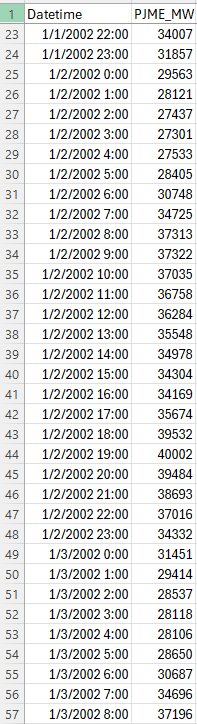 1 Datetime PJME_MW
23 1/1/2002 22:00 34007
24 1/1/2002 23:00 31857
25 1/2/2002 0:00 29563
26 1/2/2002 1:00 28121
27 1/2/2002 2:00 27437
28 1/2/2002 3:00 27301
29 1/2/2002 4:00 27533
30 1/2/2002 5:00 28405
31 1/2/2002 6:00 30748
32 1/2/2002 7:00 34725
33 1/2/2002 8:00 37313
34 1/2/2002 9:00 37322
35 1/2/2002 10:00 37035
36 1/2/2002 11:00 36758
37 1/2/2002 12:00 36284
38 1/2/2002 13:00 35548
39 1/2/2002 14:00 34978
40 1/2/2002 15:00 34304
41 1/2/2002 16:00 34169
42 1/2/2002 17:00 35674
43 1/2/2002 18:00 39532
44 1/2/2002 19:00 40002
45 1/2/2002 20:00 39484
46 1/2/2002 21:00 38693
47 1/2/2002 22:00 37016
48 1/2/2002 23:00 34332
49 1/3/2002 0:00 31451
50 1/3/2002 1:00 29414
51 1/3/2002 2:00 28537
52 1/3/2002 3:00 28118
53 1/3/2002 4:00 28106
54 1/3/2002 5:00 28650
55 1/3/2002 6:00 30687
56 1/3/2002 7:00 34696
57 1/3/2002 8:00 37196